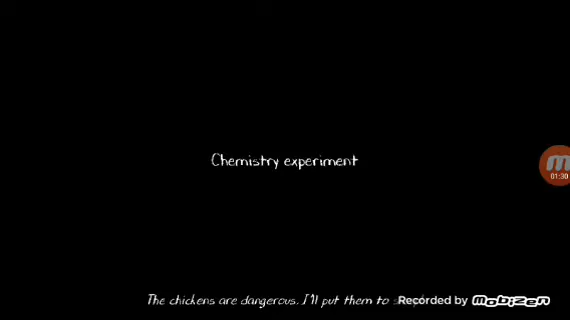 Chemistry experiment
01:30
The chickens are dangerous. I'll put them to
Recorded by mobizen